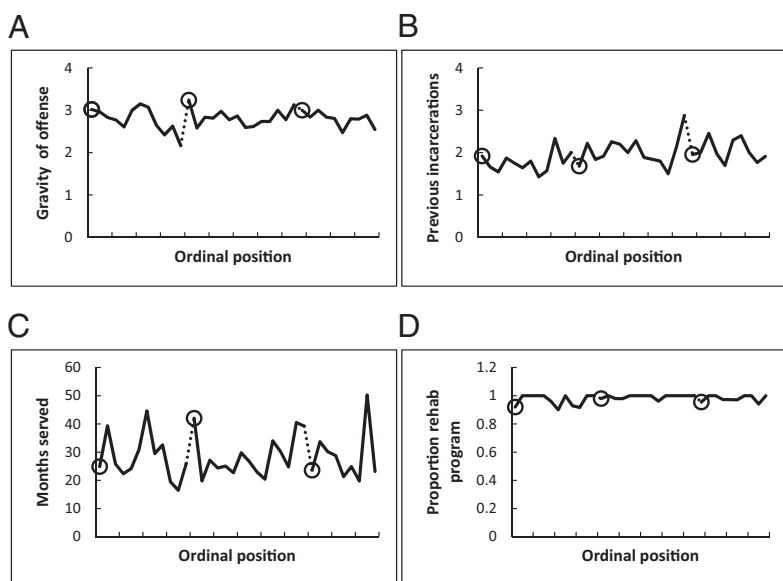 A
4
3
2
1
0
Gravity of offense
Ordinal position
B
4
3
2
1
0
Previous incarcerations
Ordinal position
C
60
50
40
30
20
10
0
Months served
Ordinal position
D
1.2
1
0.8
0.6
0.4
0.2
0
Proportion rehab
program
Ordinal position